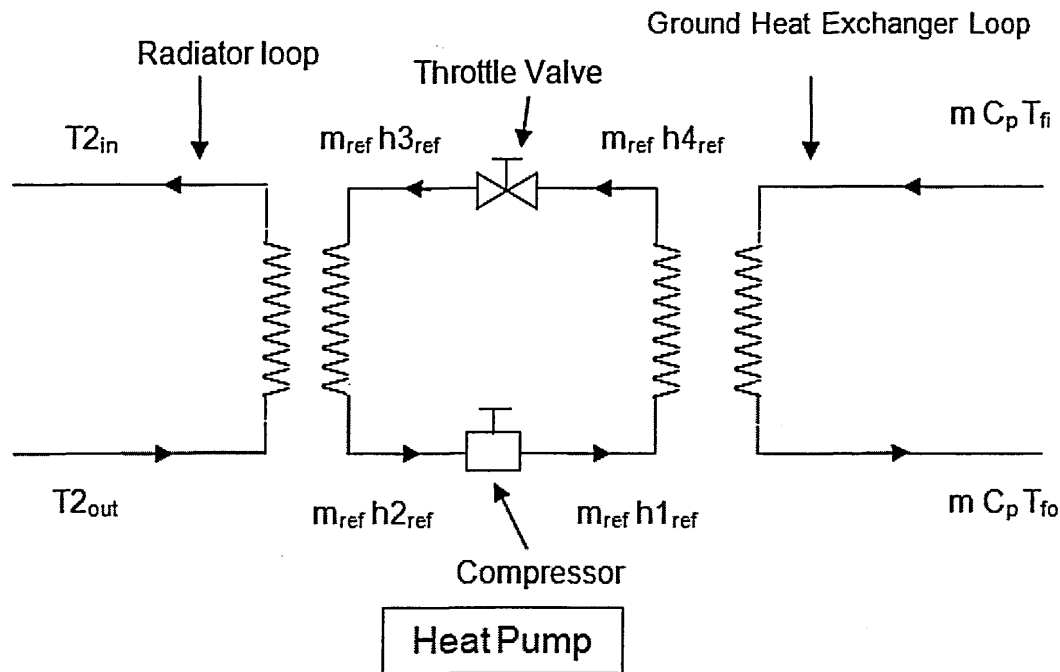 Ground Heat Exchanger Loop
Radiator loop
Throttle Valve
T2in
mref h3ref
mref h4ref
m Cp Tfi
T2out
mref h2ref
mref h1ref
m Cp Tfo
Compressor
Heat Pump